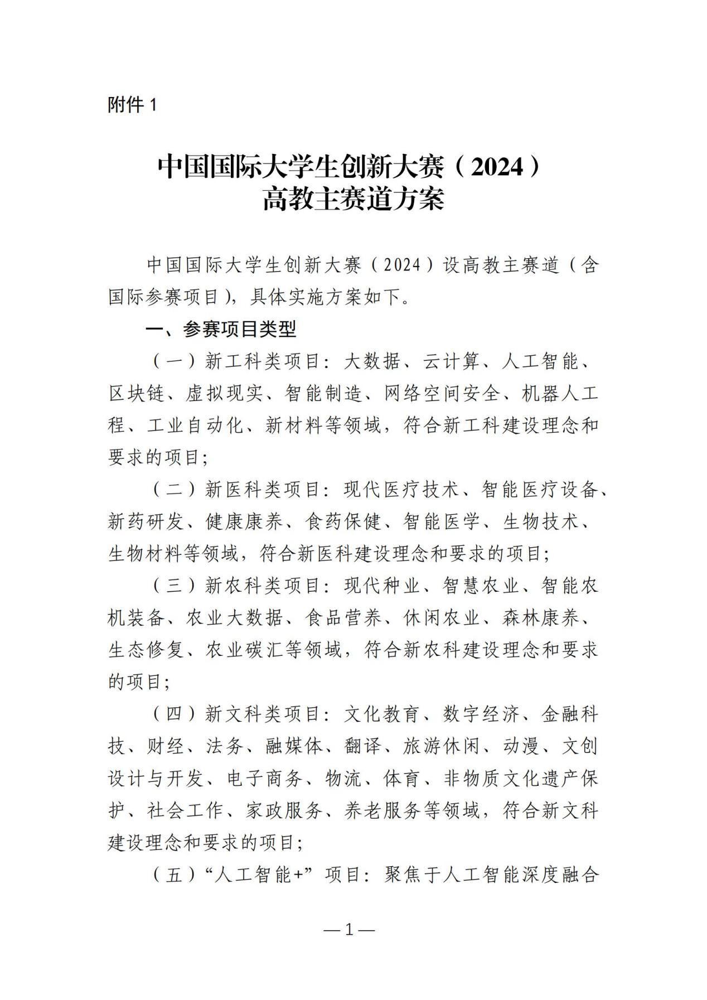 附件 1
中国国际大学生创新大赛（2024）
高教主赛道方案
中国国际大学生创新大赛（2024）设高教主赛道（含
国际参赛项目），具体实施方案如下。
一、参赛项目类型
（一）新工科类项目：大数据、云计算、人工智能、
区块链、虚拟现实、智能制造、网络空间安全、机器人工
程、工业自动化、新材料等领域，符合新工科建设理念和
要求的项目；
（二）新医科类项目：现代医疗技术、智能医疗设备、
新药研发、健康康养、食药保健、智能医学、生物技术、
生物材料等领域，符合新医科建设理念和要求的项目；
（三）新农科类项目：现代种业、智慧农业、智能农
机装备、农业大数据、食品营养、休闲农业、森林康养、
生态修复、农业碳汇等领域，符合新农科建设理念和要求
的项目；
（四）新文科类项目：文化教育、数字经济、金融科
技、财经、法务、融媒体、翻译、旅游休闲、动漫、文创
设计与开发、电子商务、物流、体育、非物质文化遗产保
护、社会工作、家政服务、养老服务等领域，符合新文科
建设理念和要求的项目；
（五）“人工智能+”项目：聚焦于人工智能深度融合
— 1 —